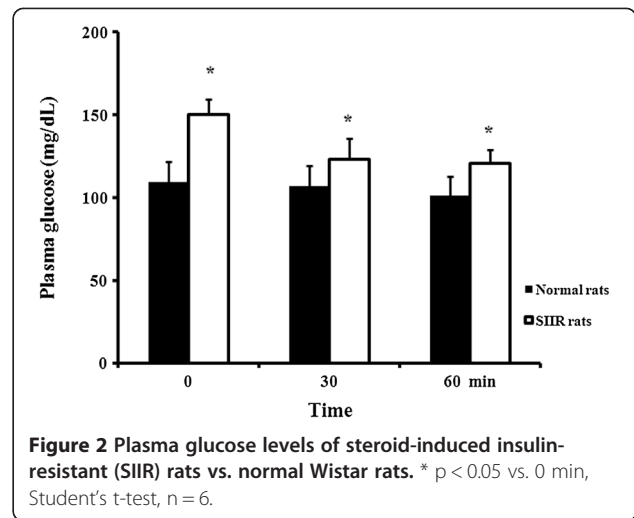 200
*
150
*
*
100
50
0
Plasma glucose (mg/dL)
Normal rats
SIIR rats
0 30 60 min
Time
Figure 2 Plasma glucose levels of steroid-induced insulin-
resistant (SIIR) rats vs. normal Wistar rats. * p < 0.05 vs. 0 min,
Student's t-test, n = 6.